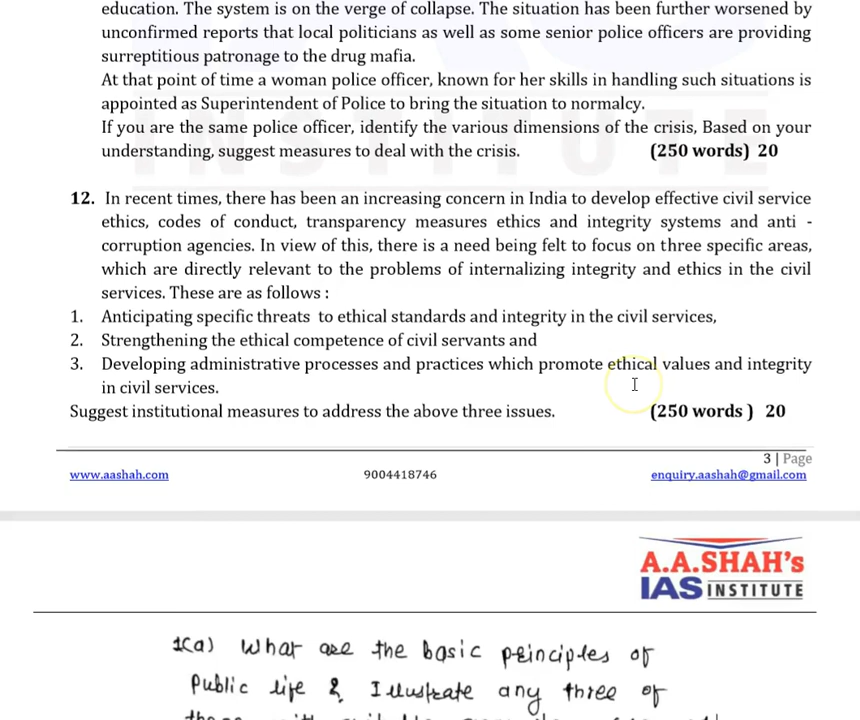 education. The system is on the verge of collapse. The situation has been further worsened by
unconfirmed reports that local politicians as well as some senior police officers are providing
surreptitious patronage to the drug mafia.
At that point of time a woman police officer, known for her skills in handling such situations is
appointed as Superintendent of Police to bring the situation to normalcy.
If you are the same police officer, identify the various dimensions of the crisis, Based on your
understanding, suggest measures to deal with the crisis. (250 words) 20
INSTITUTE
12. In recent times, there has been an increasing concern in India to develop effective civil service
ethics, codes of conduct, transparency measures ethics and integrity systems and anti -
corruption agencies. In view of this, there is a need being felt to focus on three specific areas,
which are directly relevant to the problems of internalizing integrity and ethics in the civil
services. These are as follows :
1. Anticipating specific threats to ethical standards and integrity in the civil services,
2. Strengthening the ethical competence of civil servants and
3. Developing administrative processes and practices which promote ethical values and integrity
in civil services.
Suggest institutional measures to address the above three issues. (250 words ) 20
3 | Page
www.aashah.com 9004418746 enquiry.aashah@gmail.com
A.A.SHAH's
IAS INSTITUTE
1(a) What are the basic principles of
Public life ? Illustrate any three of